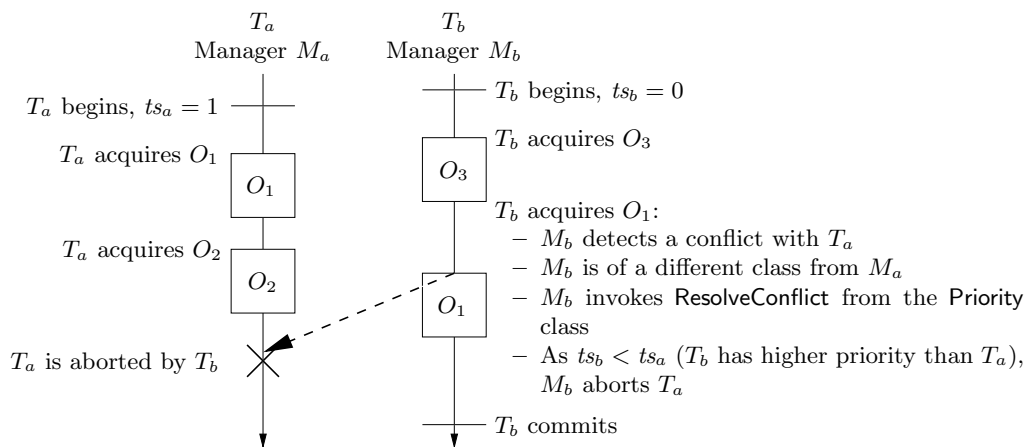 T_a
Manager M_a
T_a begins, ts_a = 1
T_a acquires O_1
O_1
T_a acquires O_2
O_2
T_a is aborted by T_b
T_b
Manager M_b
T_b begins, ts_b = 0
T_b acquires O_3
O_3
T_b acquires O_1:
– M_b detects a conflict with T_a
– M_b is of a different class from M_a
– M_b invokes ResolveConflict from the Priority
class
– As ts_b < ts_a (T_b has higher priority than T_a),
M_b aborts T_a
O_1
T_b commits